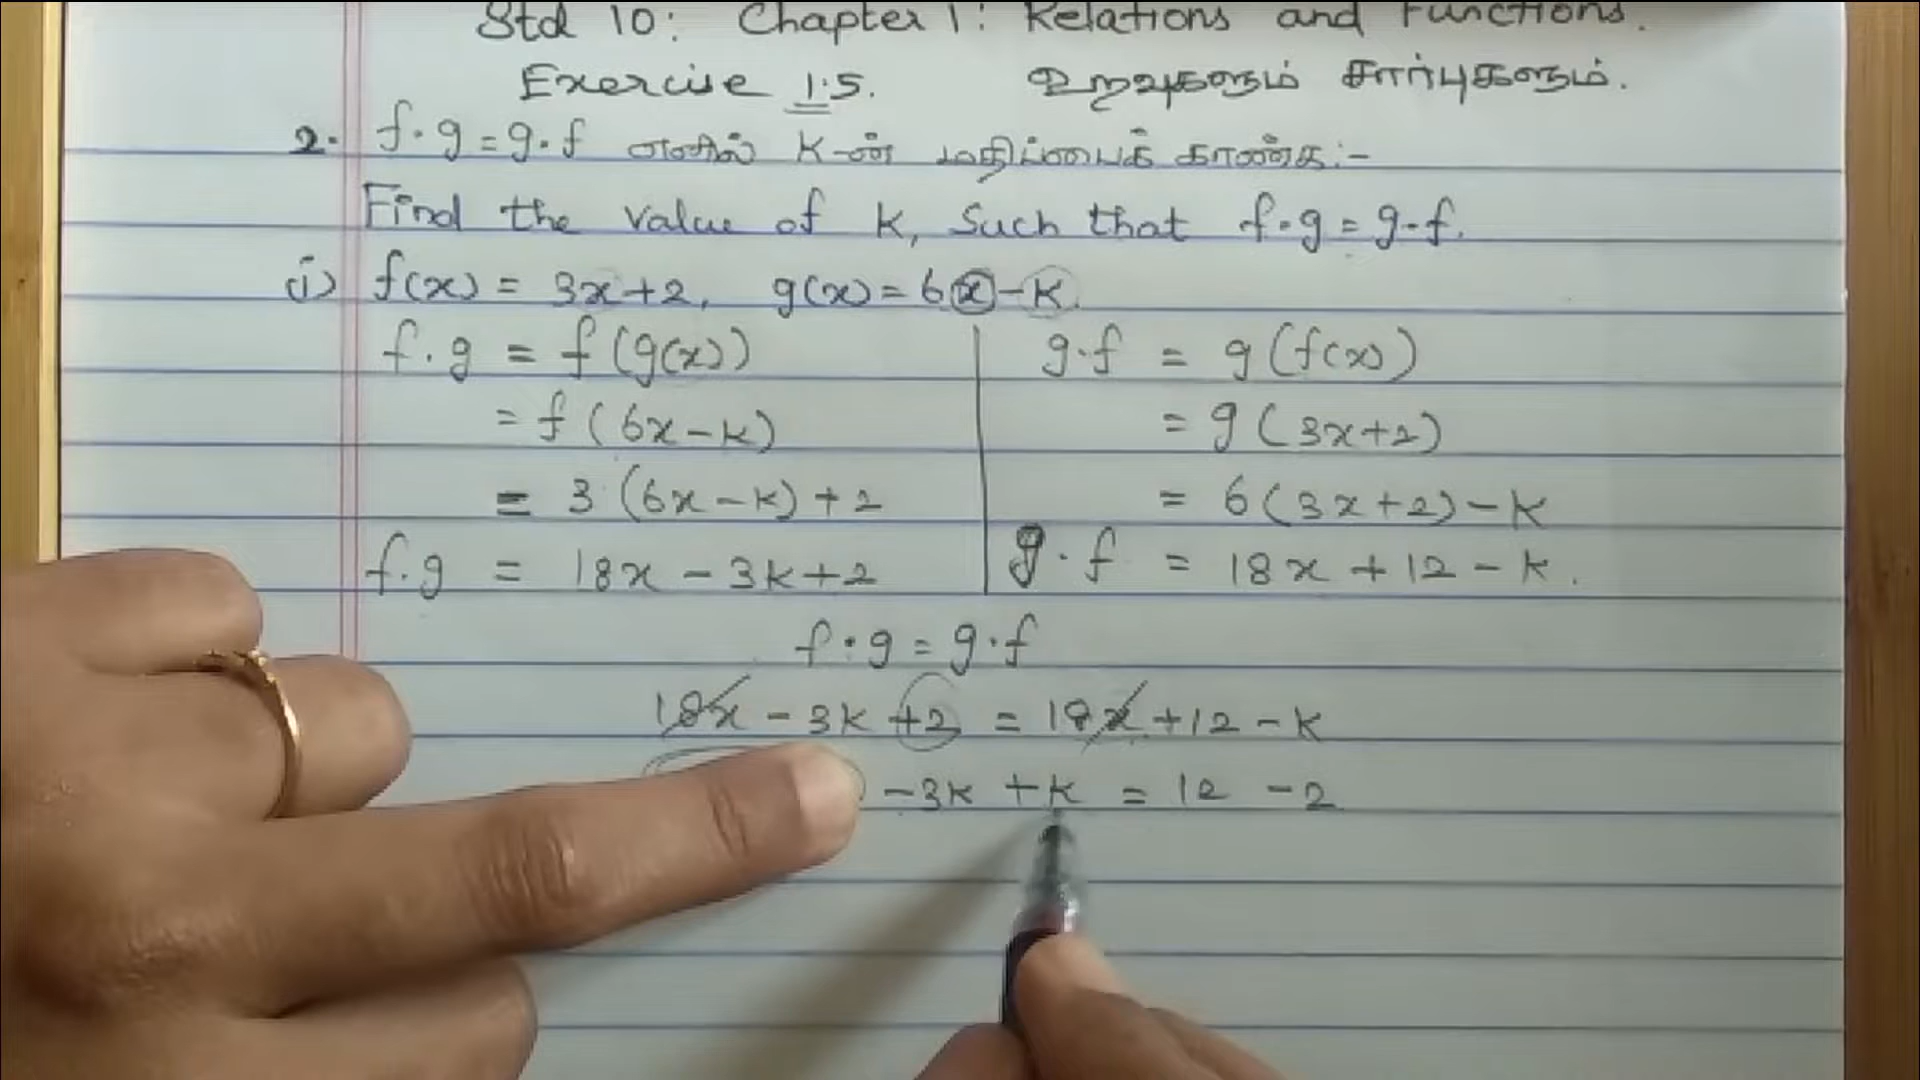 Std 10: Chapter 1: Relations and Functions.
Exercise 1.5. உறவுகளும் சார்புகளும்.
2. f∘g = g∘f எனில் K-ன் மதிப்பைக் காண்க:-
Find the value of K, Such that f∘g = g∘f.
(i) f(x) = 3x+2, g(x) = 6x-k.
f∘g = f(g(x))
= f(6x-k)
= 3(6x-k)+2
f∘g = 18x-3k+2
g∘f = g(f(x))
= g(3x+2)
= 6(3x+2)-k
g∘f = 18x+12-k.
f∘g = g∘f
18x-3k+2 = 18x+12-k
-3k+k = 12-2